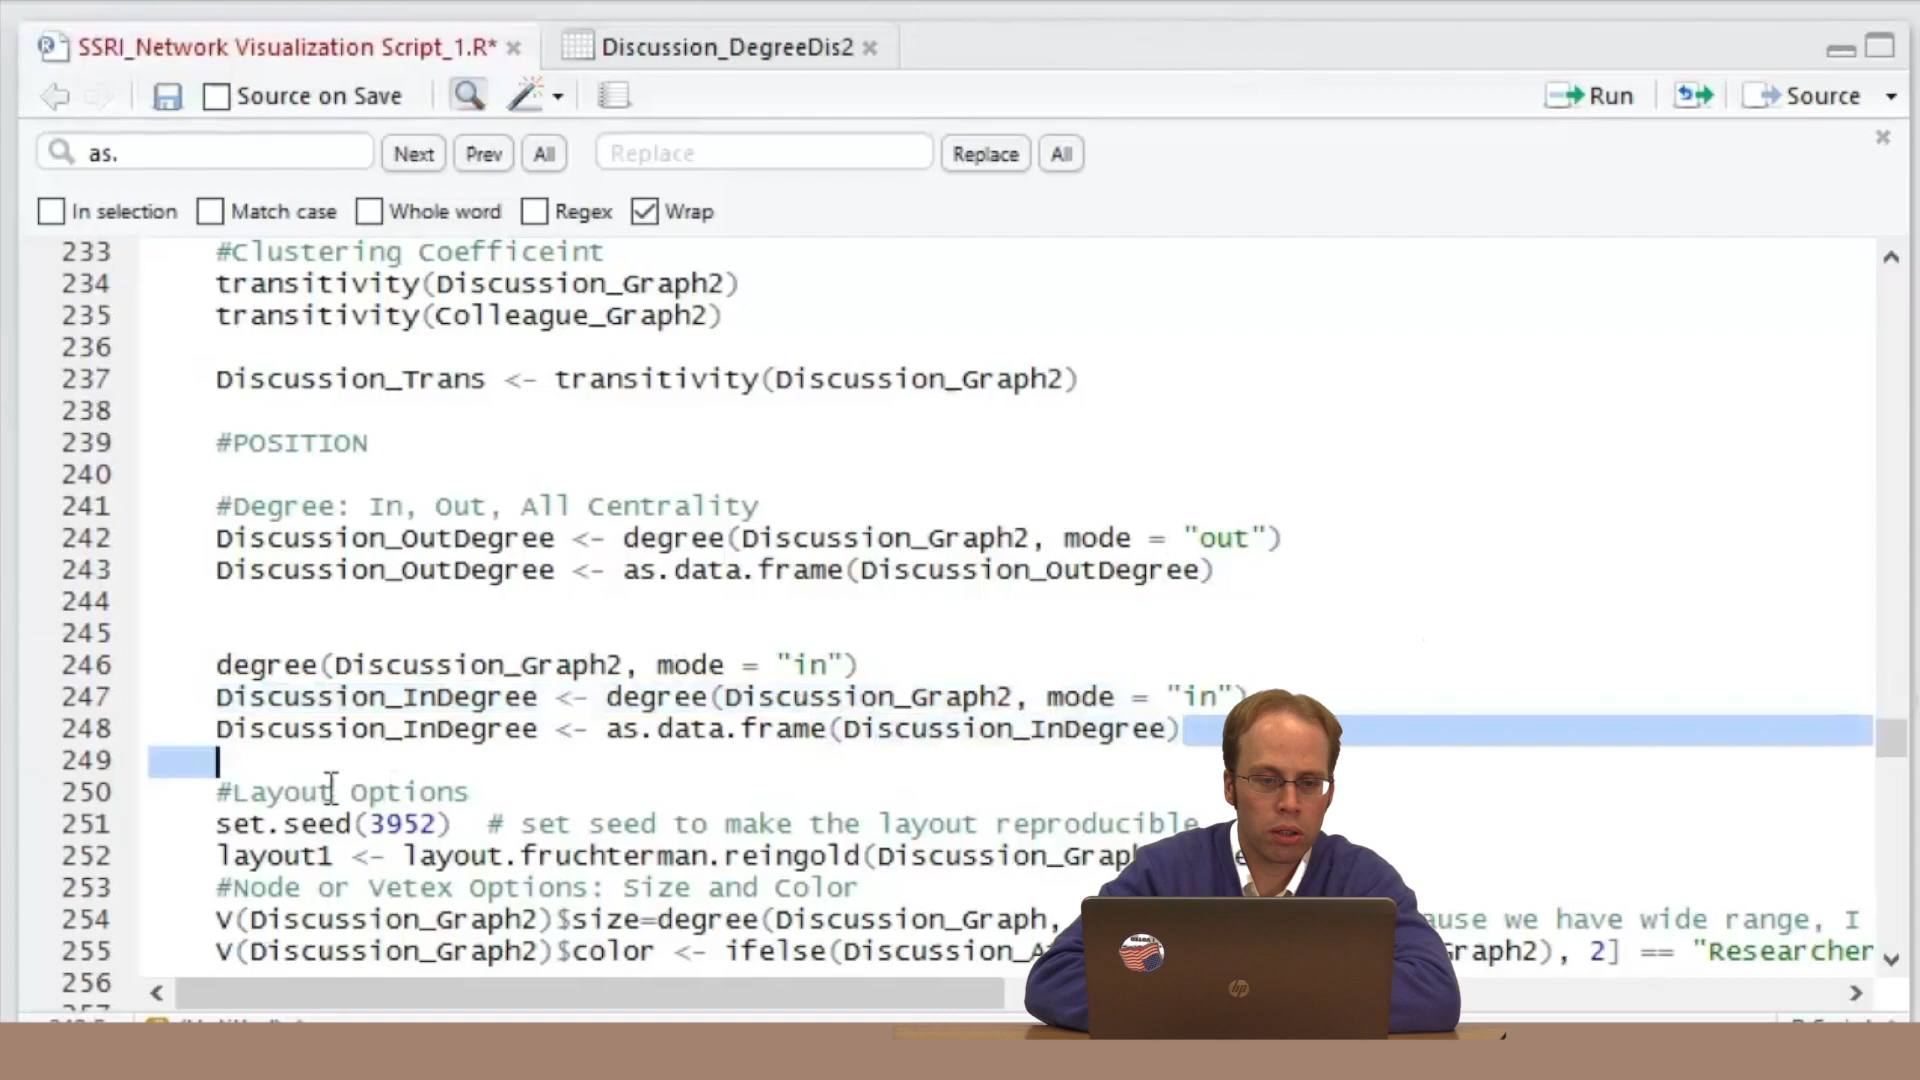 SSRI_Network Visualization Script_1.R*
Discussion_DegreeDis2
Source on Save
Run
Source
as.
Next
Prev
All
Replace
Replace
All
In selection
Match case
Whole word
Regex
Wrap
233 #Clustering Coefficeint
234 transitivity(Discussion_Graph2)
235 transitivity(Colleague_Graph2)
236
237 Discussion_Trans <- transitivity(Discussion_Graph2)
238
239 #POSITION
240
241 #Degree: In, Out, All Centrality
242 Discussion_OutDegree <- degree(Discussion_Graph2, mode = "out")
243 Discussion_OutDegree <- as.data.frame(Discussion_OutDegree)
244
245
246 degree(Discussion_Graph2, mode = "in")
247 Discussion_InDegree <- degree(Discussion_Graph2, mode = "in")
248 Discussion_InDegree <- as.data.frame(Discussion_InDegree)
249
250 #Layout Options
251 set.seed(3952) # set seed to make the layout reproducible
252 layout1 <- layout.fruchterman.reingold(Discussion_Grap
253 #Node or Vetex Options: Size and Color
254 V(Discussion_Graph2)$size=degree(Discussion_Graph, ause we have wide range, I
255 V(Discussion_Graph2)$color <- ifelse(Discussion_A Graph2), 2] == "Researcher
256
hp